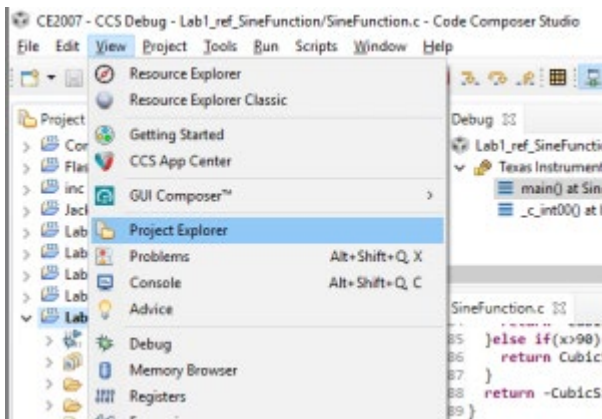 CE2007 - CCS Debug - Lab1_ref_SineFunction/SineFunction.c - Code Composer Studio
File Edit View Project Tools Run Scripts Window Help
Resource Explorer
Resource Explorer Classic
Getting Started
CCS App Center
GUI Composer™
Project Explorer
Problems Alt+Shift+Q, X
Console Alt+Shift+Q, C
Advice
Debug
Memory Browser
Registers
Project
Cor
Flas
inc
Jack
Lab
Lab
Lab
Lab
Lab
Debug
Lab1_ref_SineFuncti
Texas Instrument
main() at Sin
_c_int00() at
SineFunction.c
85 }else if(x>90)
86 return Cubic
87 }
88 return -CubicS
89 }